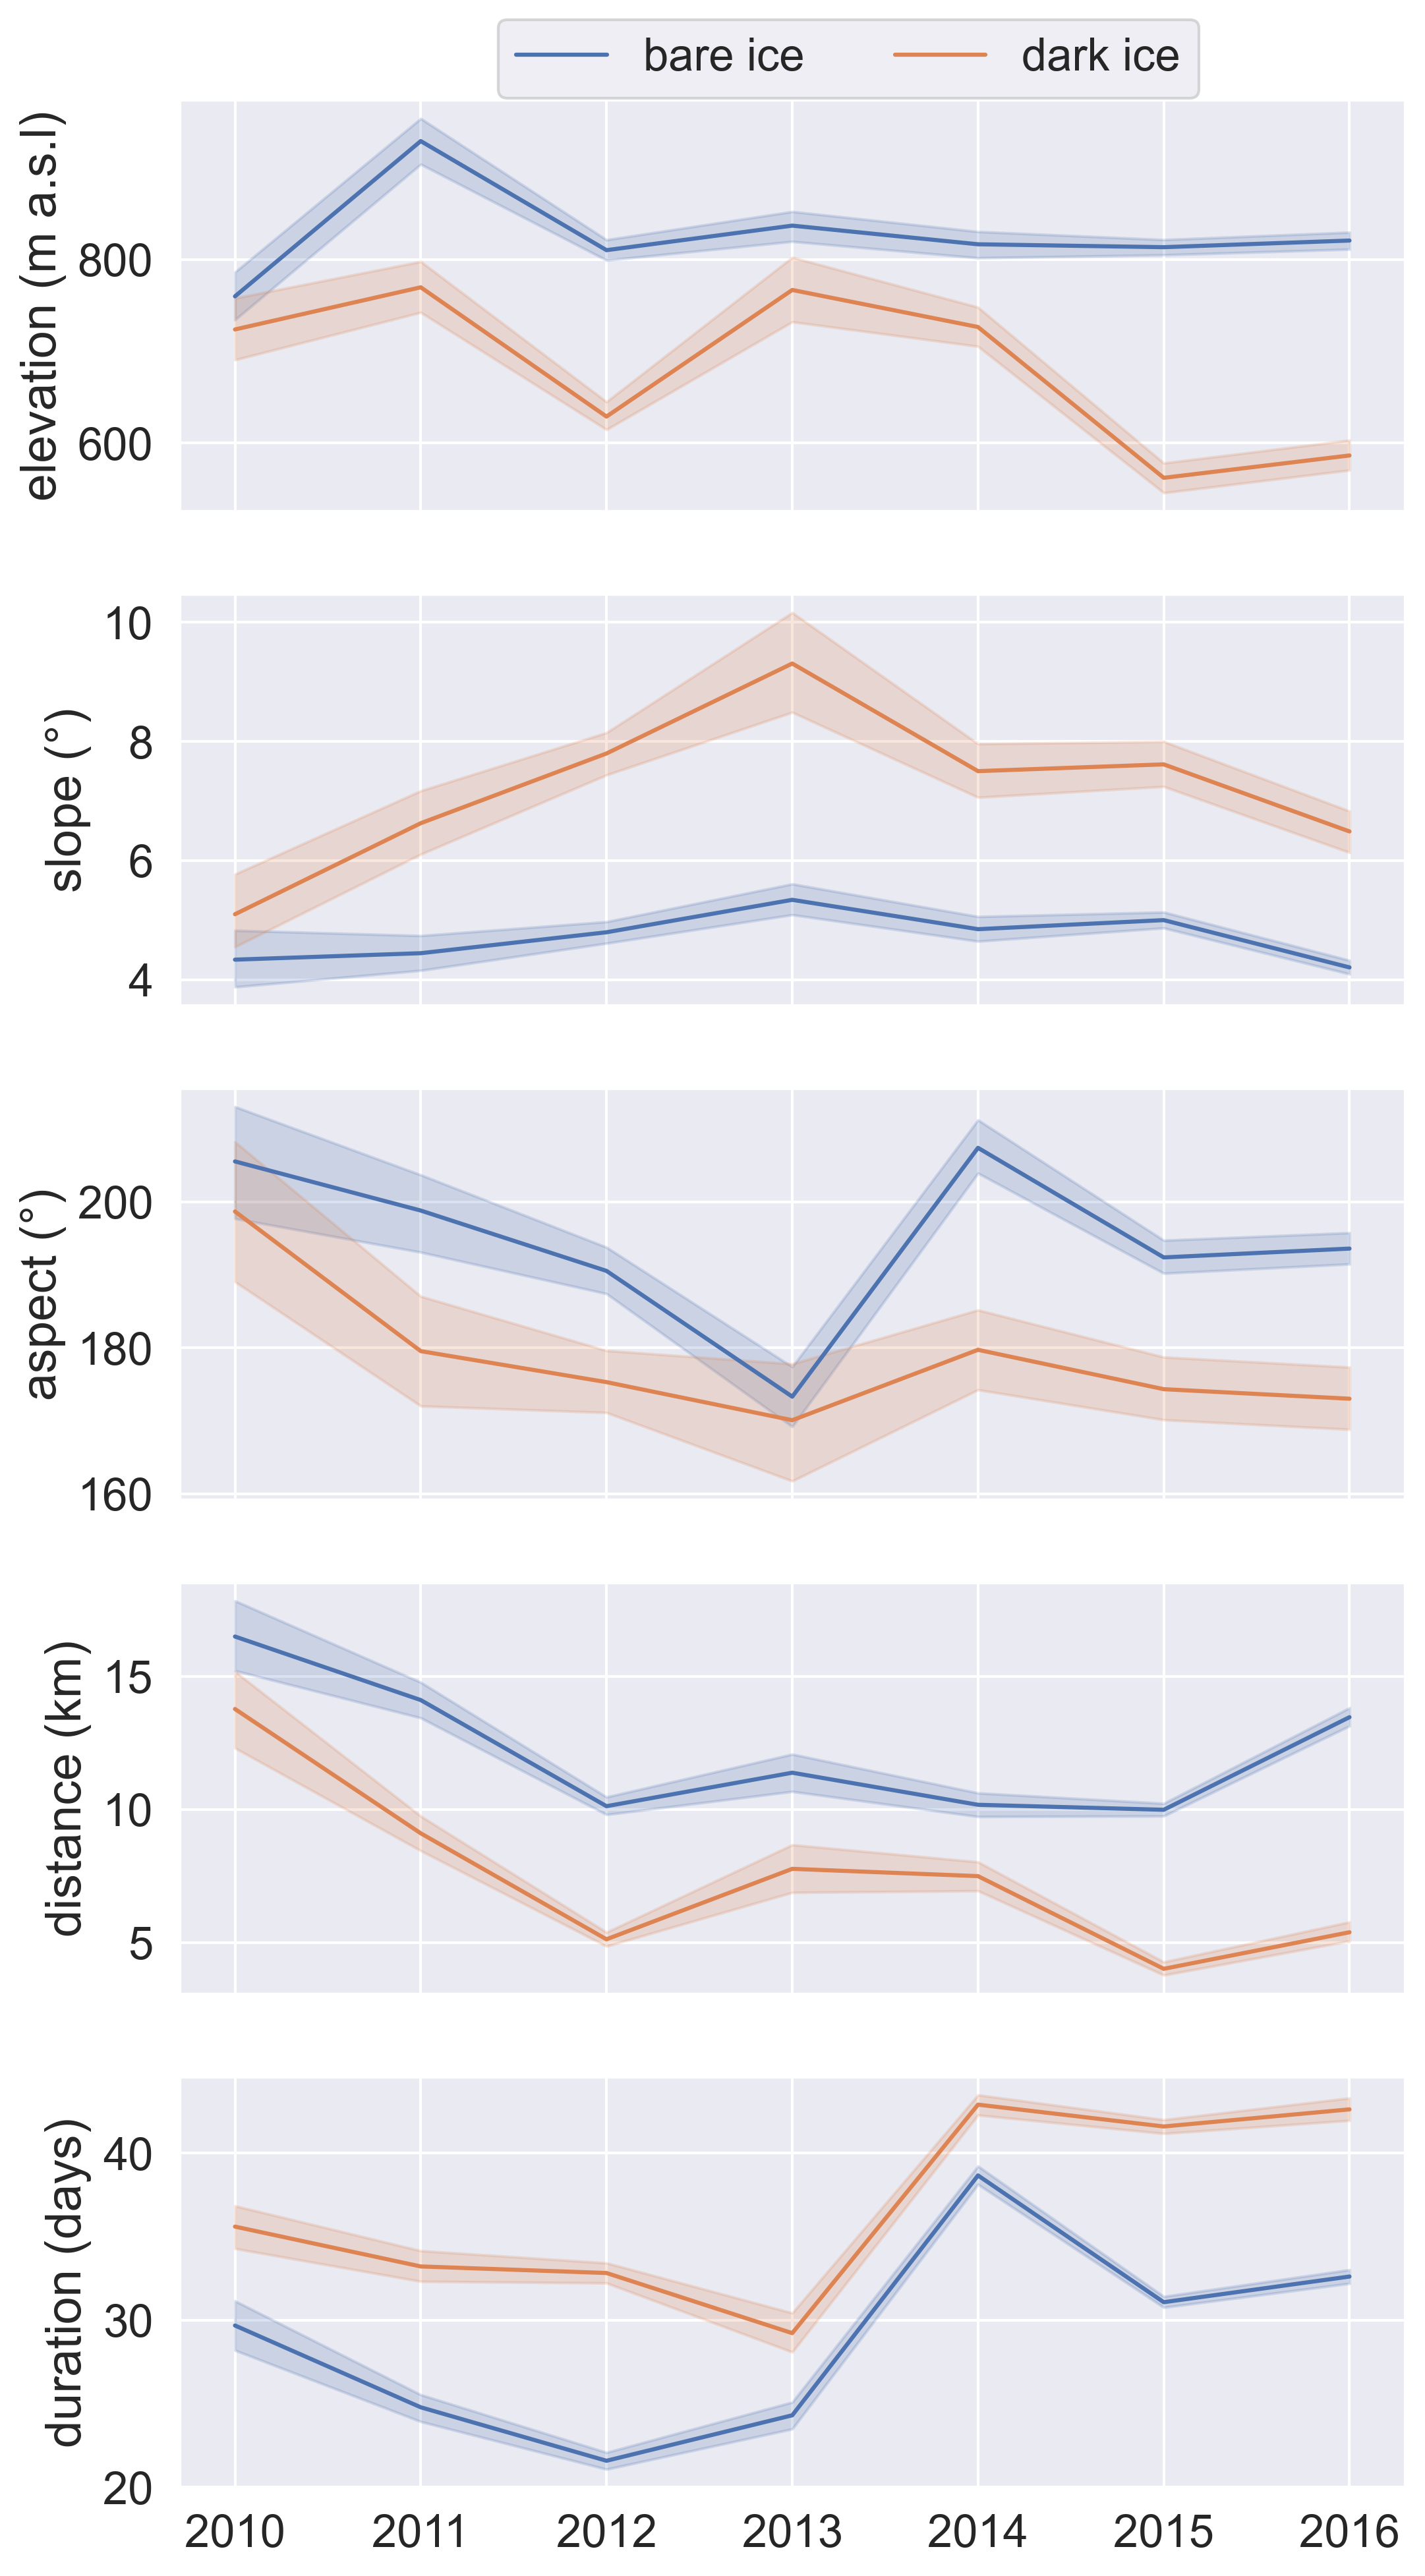 bare ice dark ice
elevation (m a.s.l)
800
600
slope (°)
10
8
6
4
aspect (°)
200
180
160
distance (km)
15
10
5
duration (days)
40
30
20
2010 2011 2012 2013 2014 2015 2016